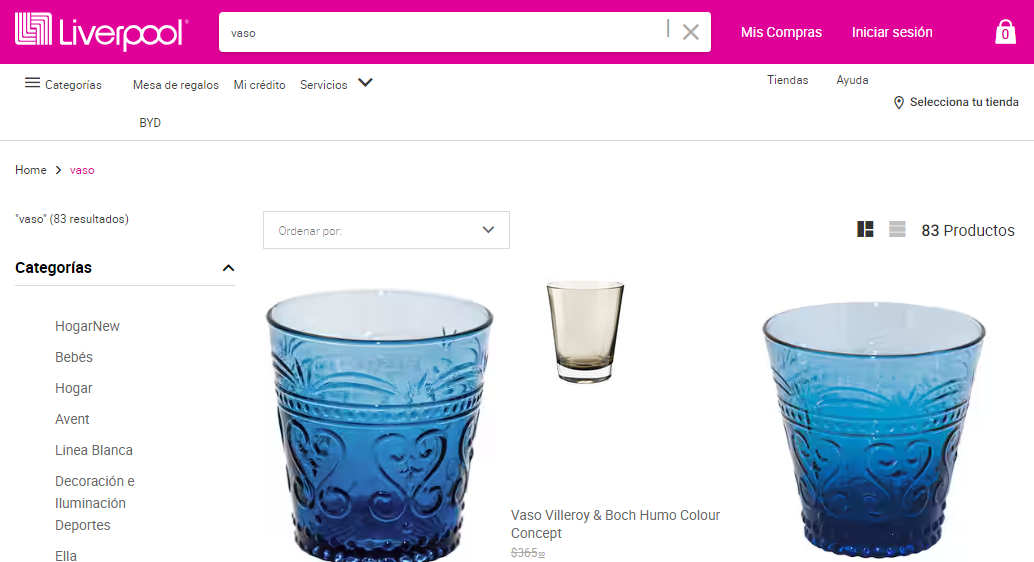 Liverpool
vaso
Mis Compras
Iniciar sesión
0
Categorías
Mesa de regalos
Mi crédito
Servicios
Tiendas
Ayuda
Selecciona tu tienda
BYD
Home
vaso
"vaso" (83 resultados)
Ordenar por:
83 Productos
Categorías
HogarNew
Bebés
Hogar
Avent
Linea Blanca
Decoración e
Iluminación
Deportes
Ella
Vaso Villeroy & Boch Humo Colour
Concept
$365